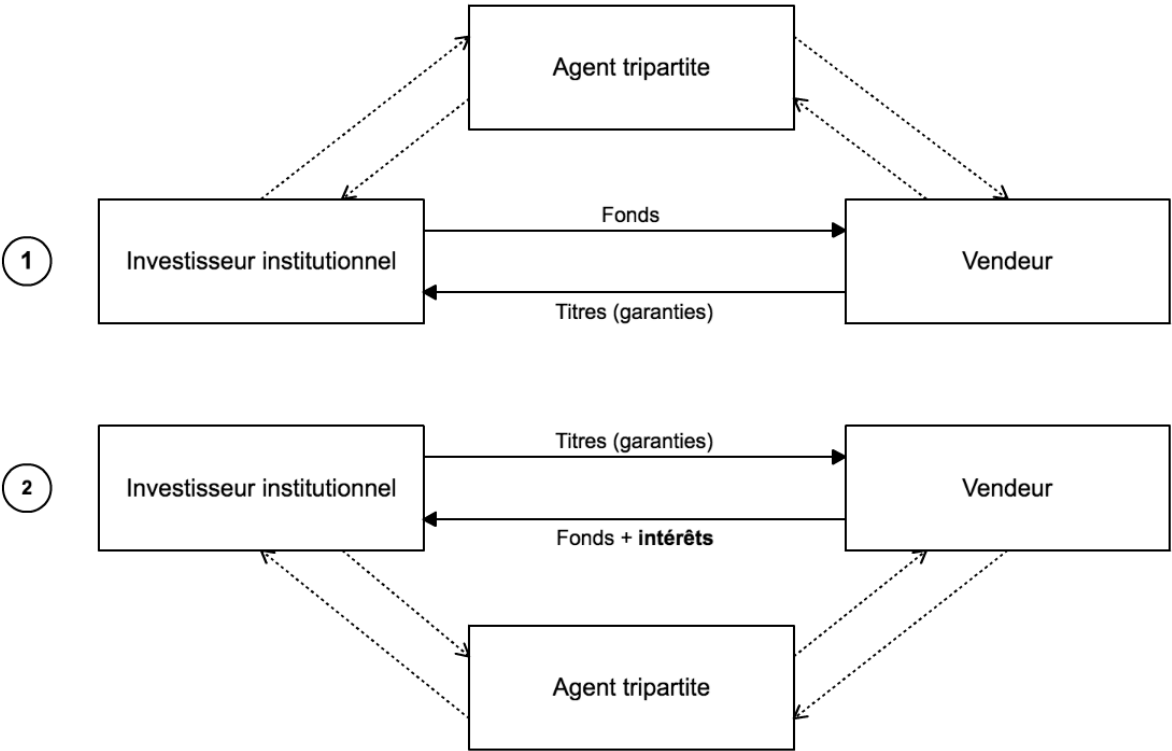 Agent tripartite
Fonds
1
Investisseur institutionnel
Vendeur
Titres (garanties)
Titres (garanties)
2
Investisseur institutionnel
Vendeur
Fonds + intérêts
Agent tripartite